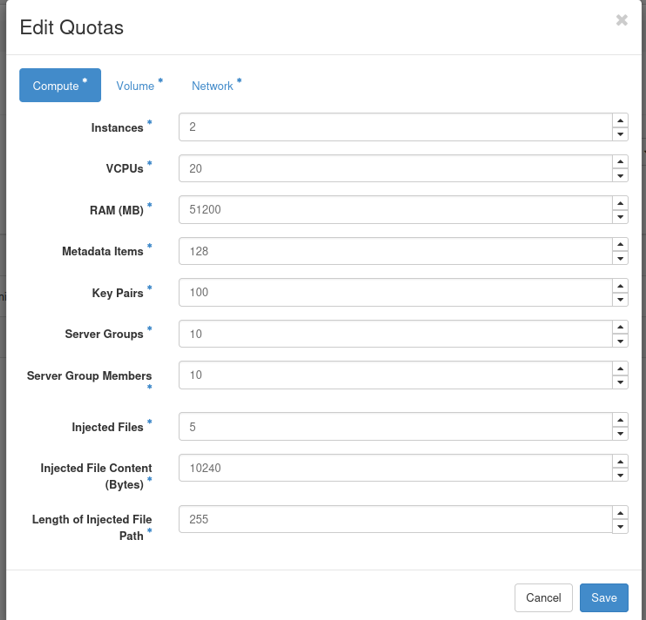 Edit Quotas ×
Compute * Volume * Network *
Instances * 2
VCPUs * 20
RAM (MB) * 51200
Metadata Items * 128
Key Pairs * 100
Server Groups * 10
Server Group Members 10
*
Injected Files * 5
Injected File Content 10240
(Bytes) *
Length of Injected File 255
Path *
Cancel Save